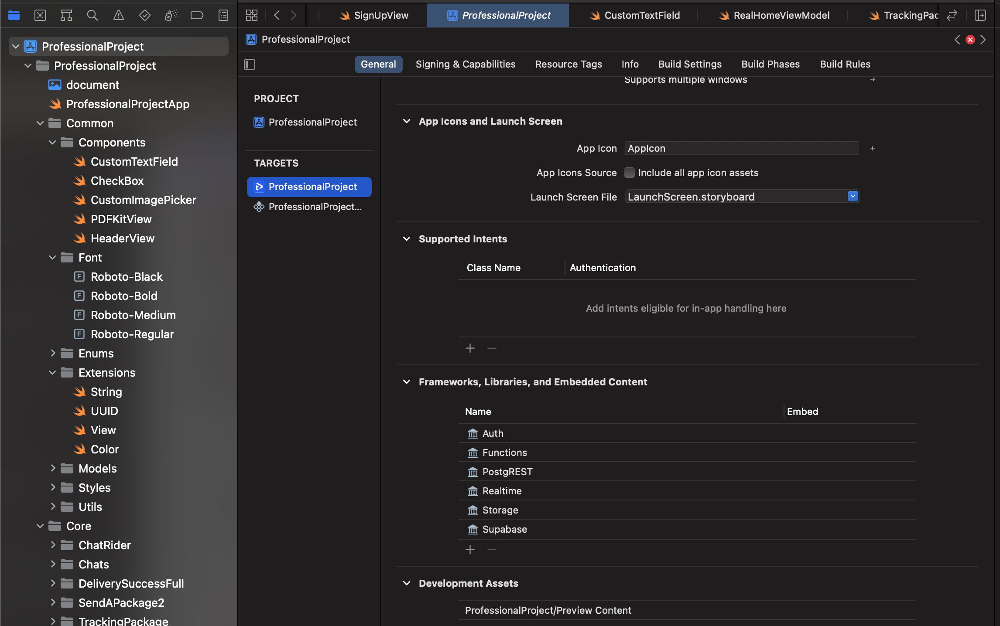 SignUpView
ProfessionalProject
CustomTextField
RealHomeViewModel
TrackingPac
ProfessionalProject
ProfessionalProject
document
ProfessionalProjectApp
Common
Components
CustomTextField
CheckBox
CustomImagePicker
PDFKitView
HeaderView
Font
Roboto-Black
Roboto-Bold
Roboto-Medium
Roboto-Regular
Enums
Extensions
String
UUID
View
Color
Models
Styles
Utils
Core
ChatRider
Chats
DeliverySuccessFull
SendAPackage2
TrackingPackage
ProfessionalProject
General
Signing & Capabilities
Resource Tags
Info
Build Settings
Build Phases
Build Rules
PROJECT
ProfessionalProject
TARGETS
ProfessionalProject
ProfessionalProject...
Supports multiple windows
App Icons and Launch Screen
App Icon AppIcon
App Icons Source Include all app icon assets
Launch Screen File LaunchScreen.storyboard
Supported Intents
Class Name Authentication
Add intents eligible for in-app handling here
Frameworks, Libraries, and Embedded Content
Name Embed
Auth
Functions
PostgREST
Realtime
Storage
Supabase
Development Assets
ProfessionalProject/Preview Content